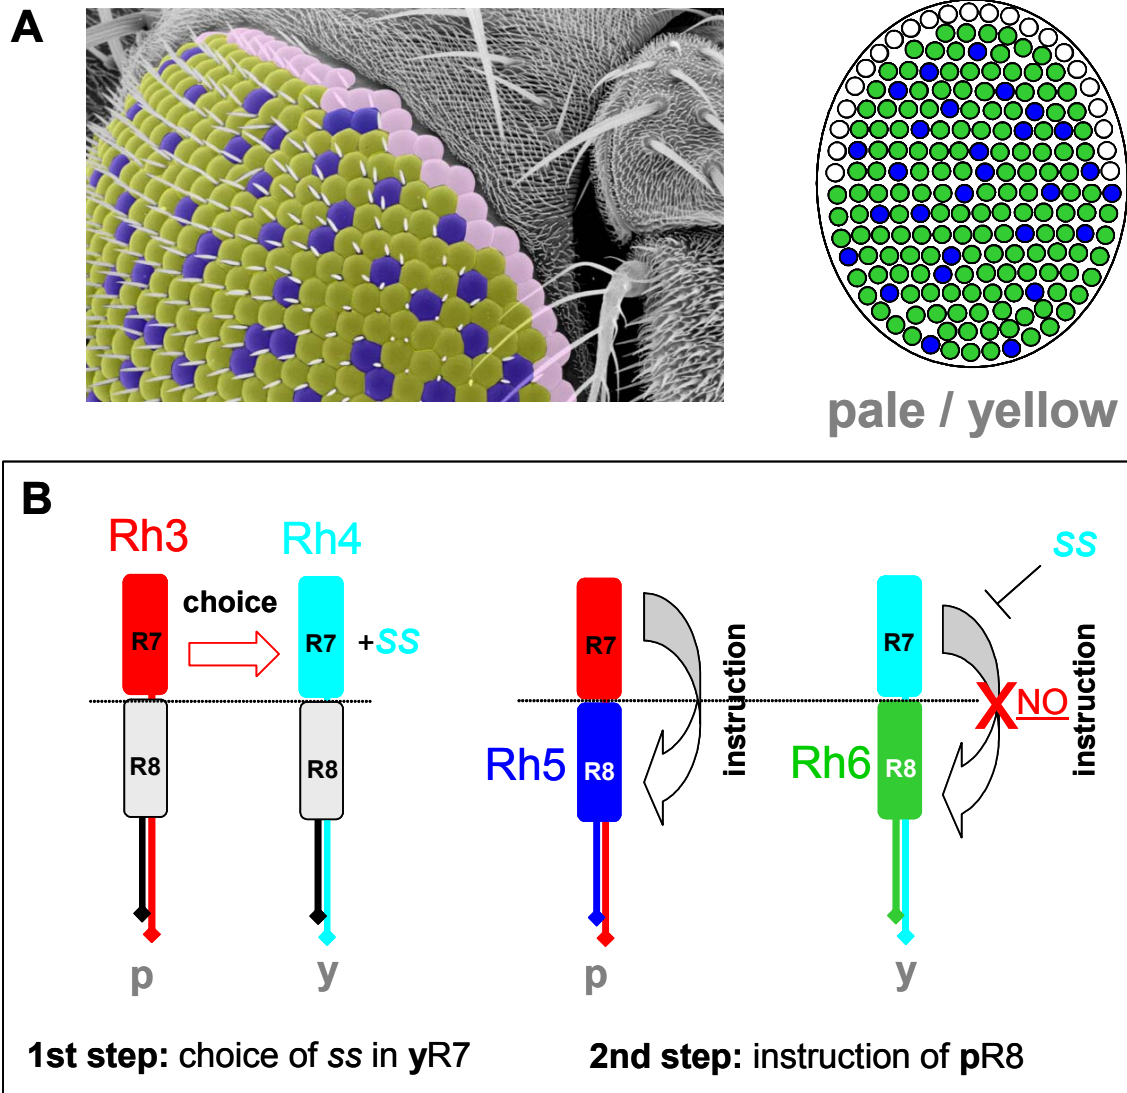 A
pale / yellow
B
Rh3
Rh4
choice
R7
R7
+ss
R8
R8
p
y
1st step: choice of ss in yR7
ss
R7
R7
instruction
NO
instruction
Rh5
R8
Rh6
R8
p
y
2nd step: instruction of pR8